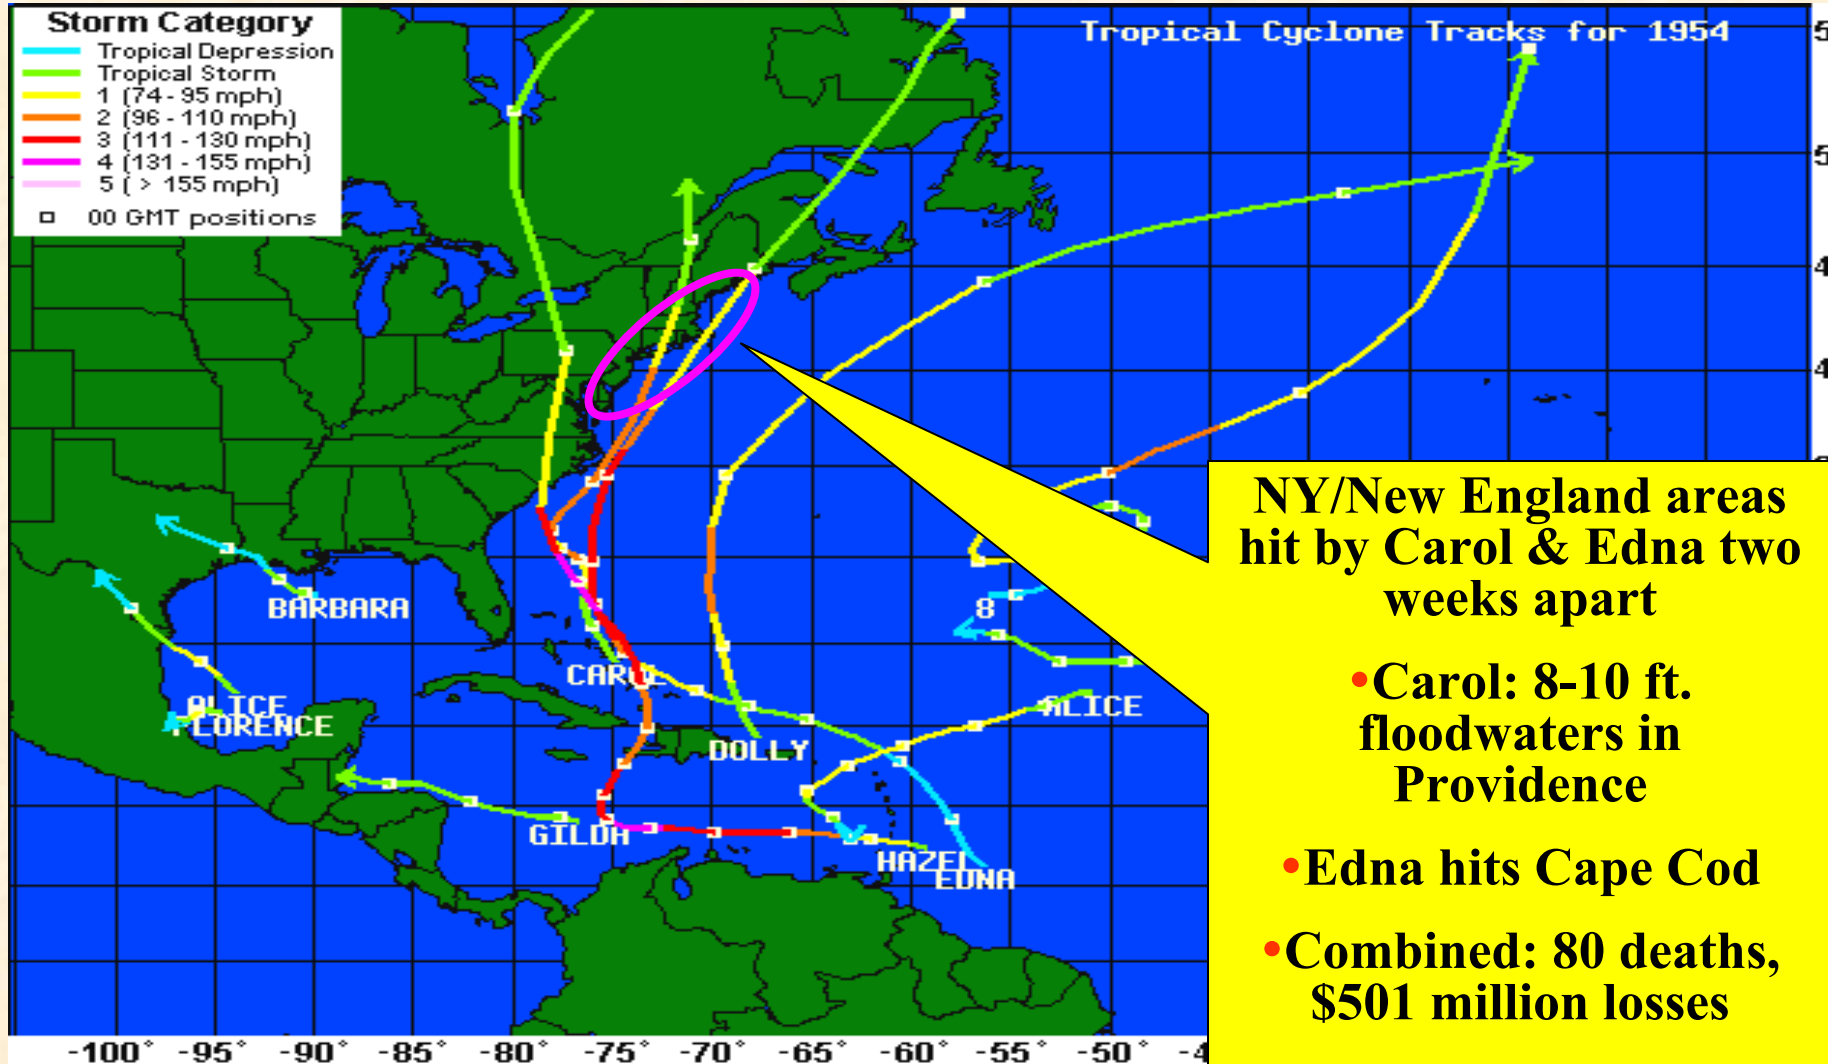 Storm Category
Tropical Depression
Tropical Storm
1 (74 - 95 mph)
2 (96 - 110 mph)
3 (111 - 130 mph)
4 (131 - 155 mph)
5 ( > 155 mph)
00 GMT positions
Tropical Cyclone Tracks for 1954
BARBARA
8
CAROL
ALICE
ALICE
FLORENCE
DOLLY
GILDA
HAZEL
EDNA
NY/New England areas
hit by Carol & Edna two
weeks apart
•Carol: 8-10 ft.
floodwaters in
Providence
•Edna hits Cape Cod
•Combined: 80 deaths,
$501 million losses
-100° -95° -90° -85° -80° -75° -70° -65° -60° -55° -50°